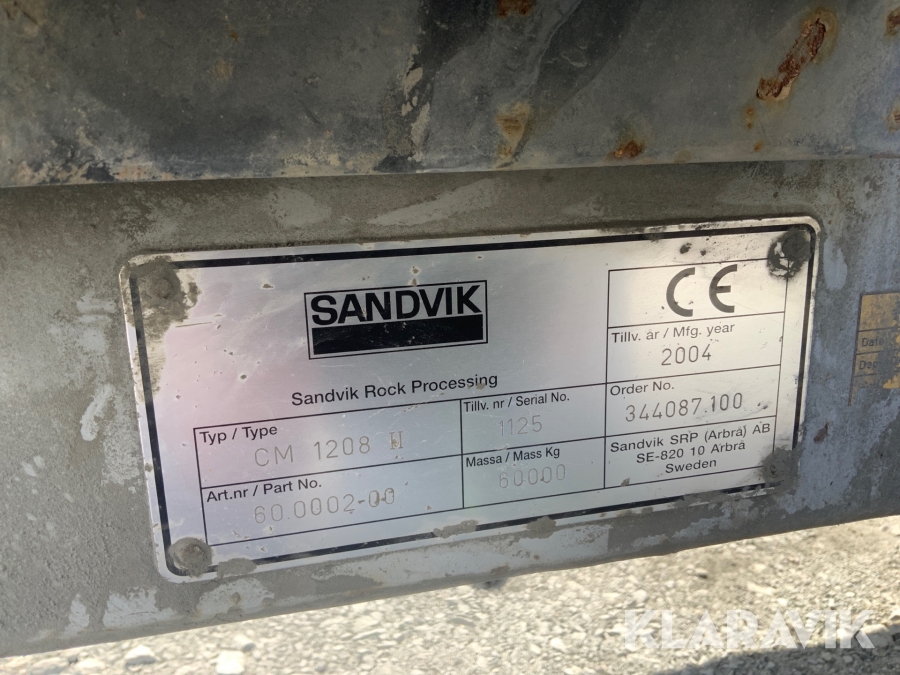 SANDVIK
Sandvik Rock Processing
CE
Tillv. år / Mfg. year
2004
Typ / Type
CM 1208 II
Tillv. nr / Serial No.
1125
Order No.
344087.100
Art.nr / Part No.
60.0002-00
Massa / Mass Kg
60000
Sandvik SRP (Arbrå) AB
SE-820 10 Arbrå
Sweden
Date
KLARAVIK